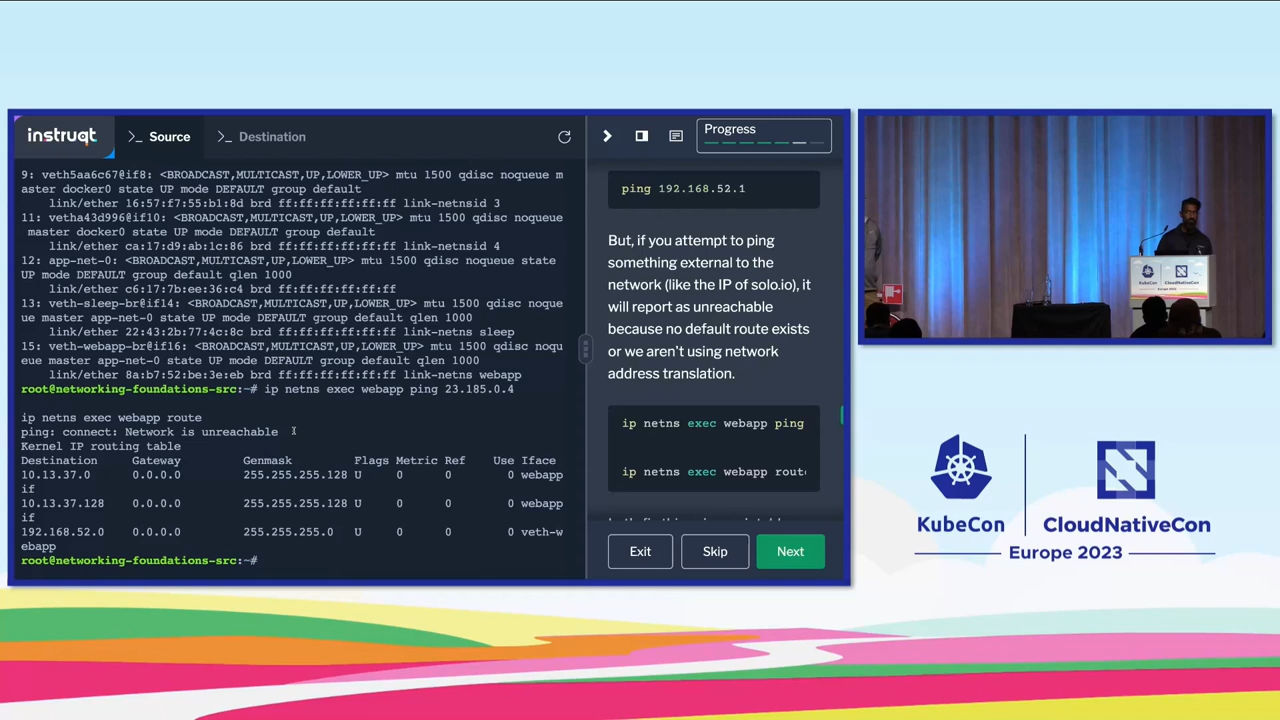 instruqt
>_ Source
>_ Destination
9: veth5aa6c67@if8: <BROADCAST,MULTICAST,UP,LOWER_UP> mtu 1500 qdisc noqueue m
aster docker0 state UP mode DEFAULT group default
link/ether 16:57:f7:55:b1:8d brd ff:ff:ff:ff:ff:ff link-netnsid 3
11: vetha43d996@if10: <BROADCAST,MULTICAST,UP,LOWER_UP> mtu 1500 qdisc noqueue
master docker0 state UP mode DEFAULT group default
link/ether ca:17:d9:ab:1c:86 brd ff:ff:ff:ff:ff:ff link-netnsid 4
12: app-net-0: <BROADCAST,MULTICAST,UP,LOWER_UP> mtu 1500 qdisc noqueue state
UP mode DEFAULT group default qlen 1000
link/ether c6:17:7b:ee:36:c4 brd ff:ff:ff:ff:ff:ff
13: veth-sleep-br@if14: <BROADCAST,MULTICAST,UP,LOWER_UP> mtu 1500 qdisc noque
ue master app-net-0 state UP mode DEFAULT group default qlen 1000
link/ether 22:43:2b:77:4c:8c brd ff:ff:ff:ff:ff:ff link-netns sleep
15: veth-webapp-br@if16: <BROADCAST,MULTICAST,UP,LOWER_UP> mtu 1500 qdisc noqu
eue master app-net-0 state UP mode DEFAULT group default qlen 1000
link/ether 8a:b7:52:be:3e:eb brd ff:ff:ff:ff:ff:ff link-netns webapp
root@networking-foundations-src:~# ip netns exec webapp ping 23.185.0.4
ip netns exec webapp route
ping: connect: Network is unreachable
Kernel IP routing table
Destination Gateway Genmask Flags Metric Ref Use Iface
10.13.37.0 0.0.0.0 255.255.255.128 U 0 0 0 webapp
if
10.13.37.128 0.0.0.0 255.255.255.128 U 0 0 0 webapp
if
192.168.52.0 0.0.0.0 255.255.255.0 U 0 0 0 veth-w
ebapp
root@networking-foundations-src:~#
Progress
ping 192.168.52.1
But, if you attempt to ping
something external to the
network (like the IP of solo.io), it
will report as unreachable
because no default route exists
or we aren't using network
address translation.
ip netns exec webapp ping
ip netns exec webapp route
Exit
Skip
Next
KubeCon
CloudNativeCon
Europe 2023
KubeCon
CloudNativeCon
Europe 2023